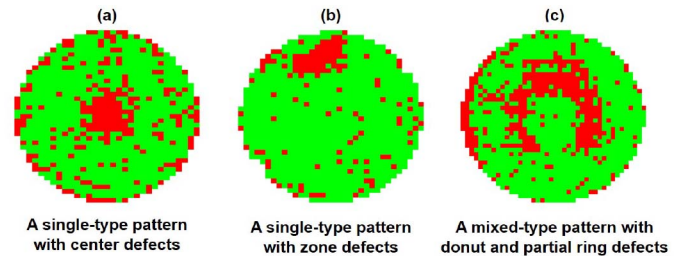 (a)
(b)
(c)
A single-type pattern
with center defects
A single-type pattern
with zone defects
A mixed-type pattern with
donut and partial ring defects